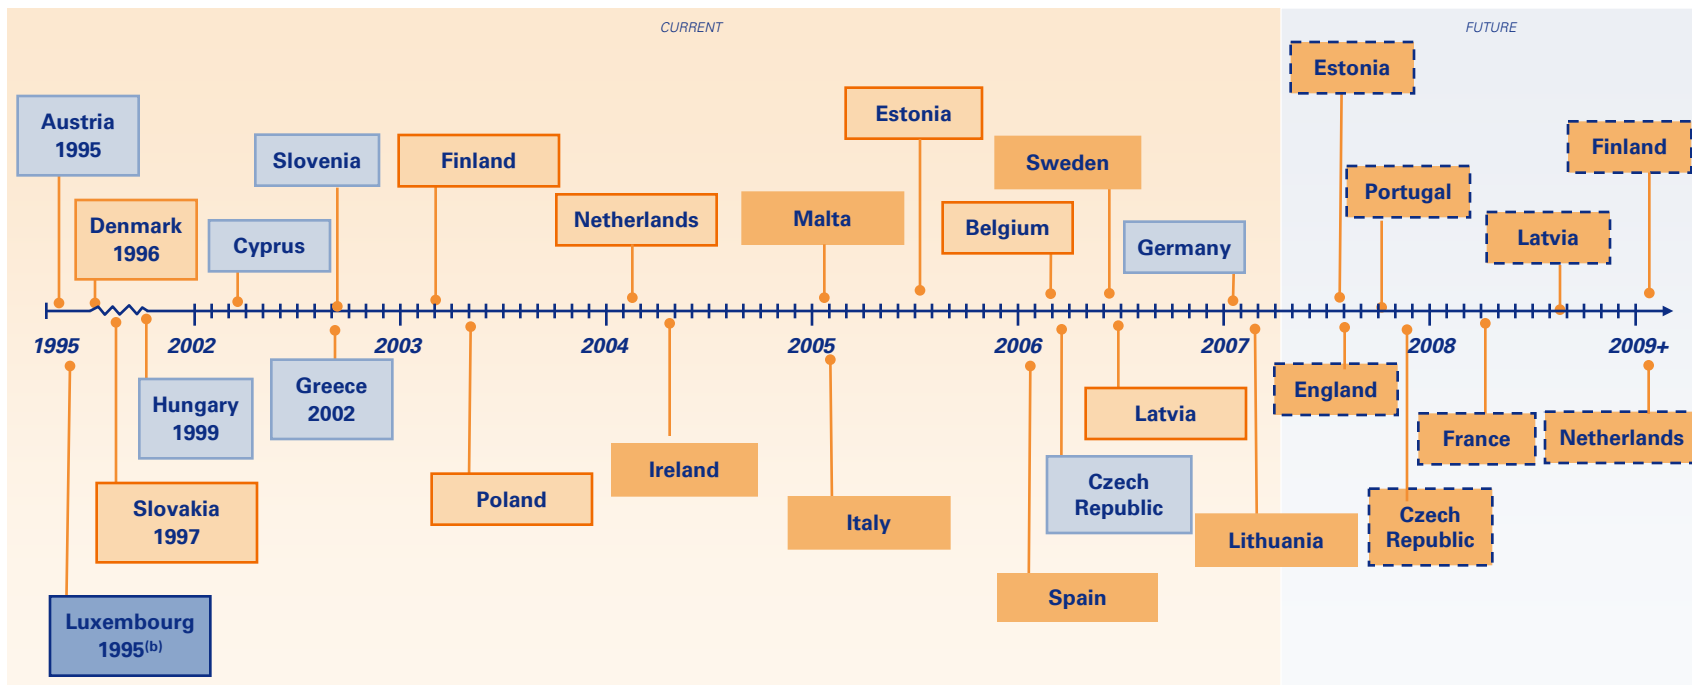 CURRENT
FUTURE
Estonia
Austria
1995
Estonia
Finland
Slovenia
Finland
Sweden
Portugal
Denmark
1996
Cyprus
Netherlands
Malta
Belgium
Germany
Latvia
1995
2002
2003
2004
2005
2006
2007
2008
2009+
Hungary
1999
Greece
2002
Latvia
England
France
Netherlands
Slovakia
1997
Poland
Ireland
Italy
Czech
Republic
Lithuania
Czech
Republic
Luxembourg
1995(b)
Spain